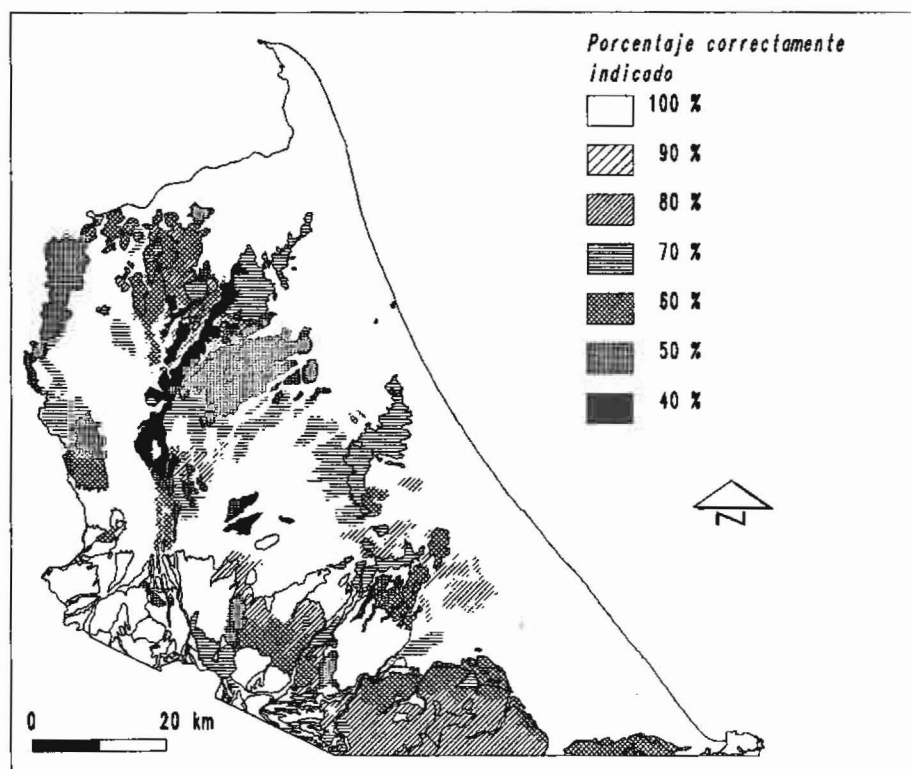 Porcentaje correctamente
indicado
100 %
90 %
80 %
70 %
60 %
50 %
40 %
N
0 20 km